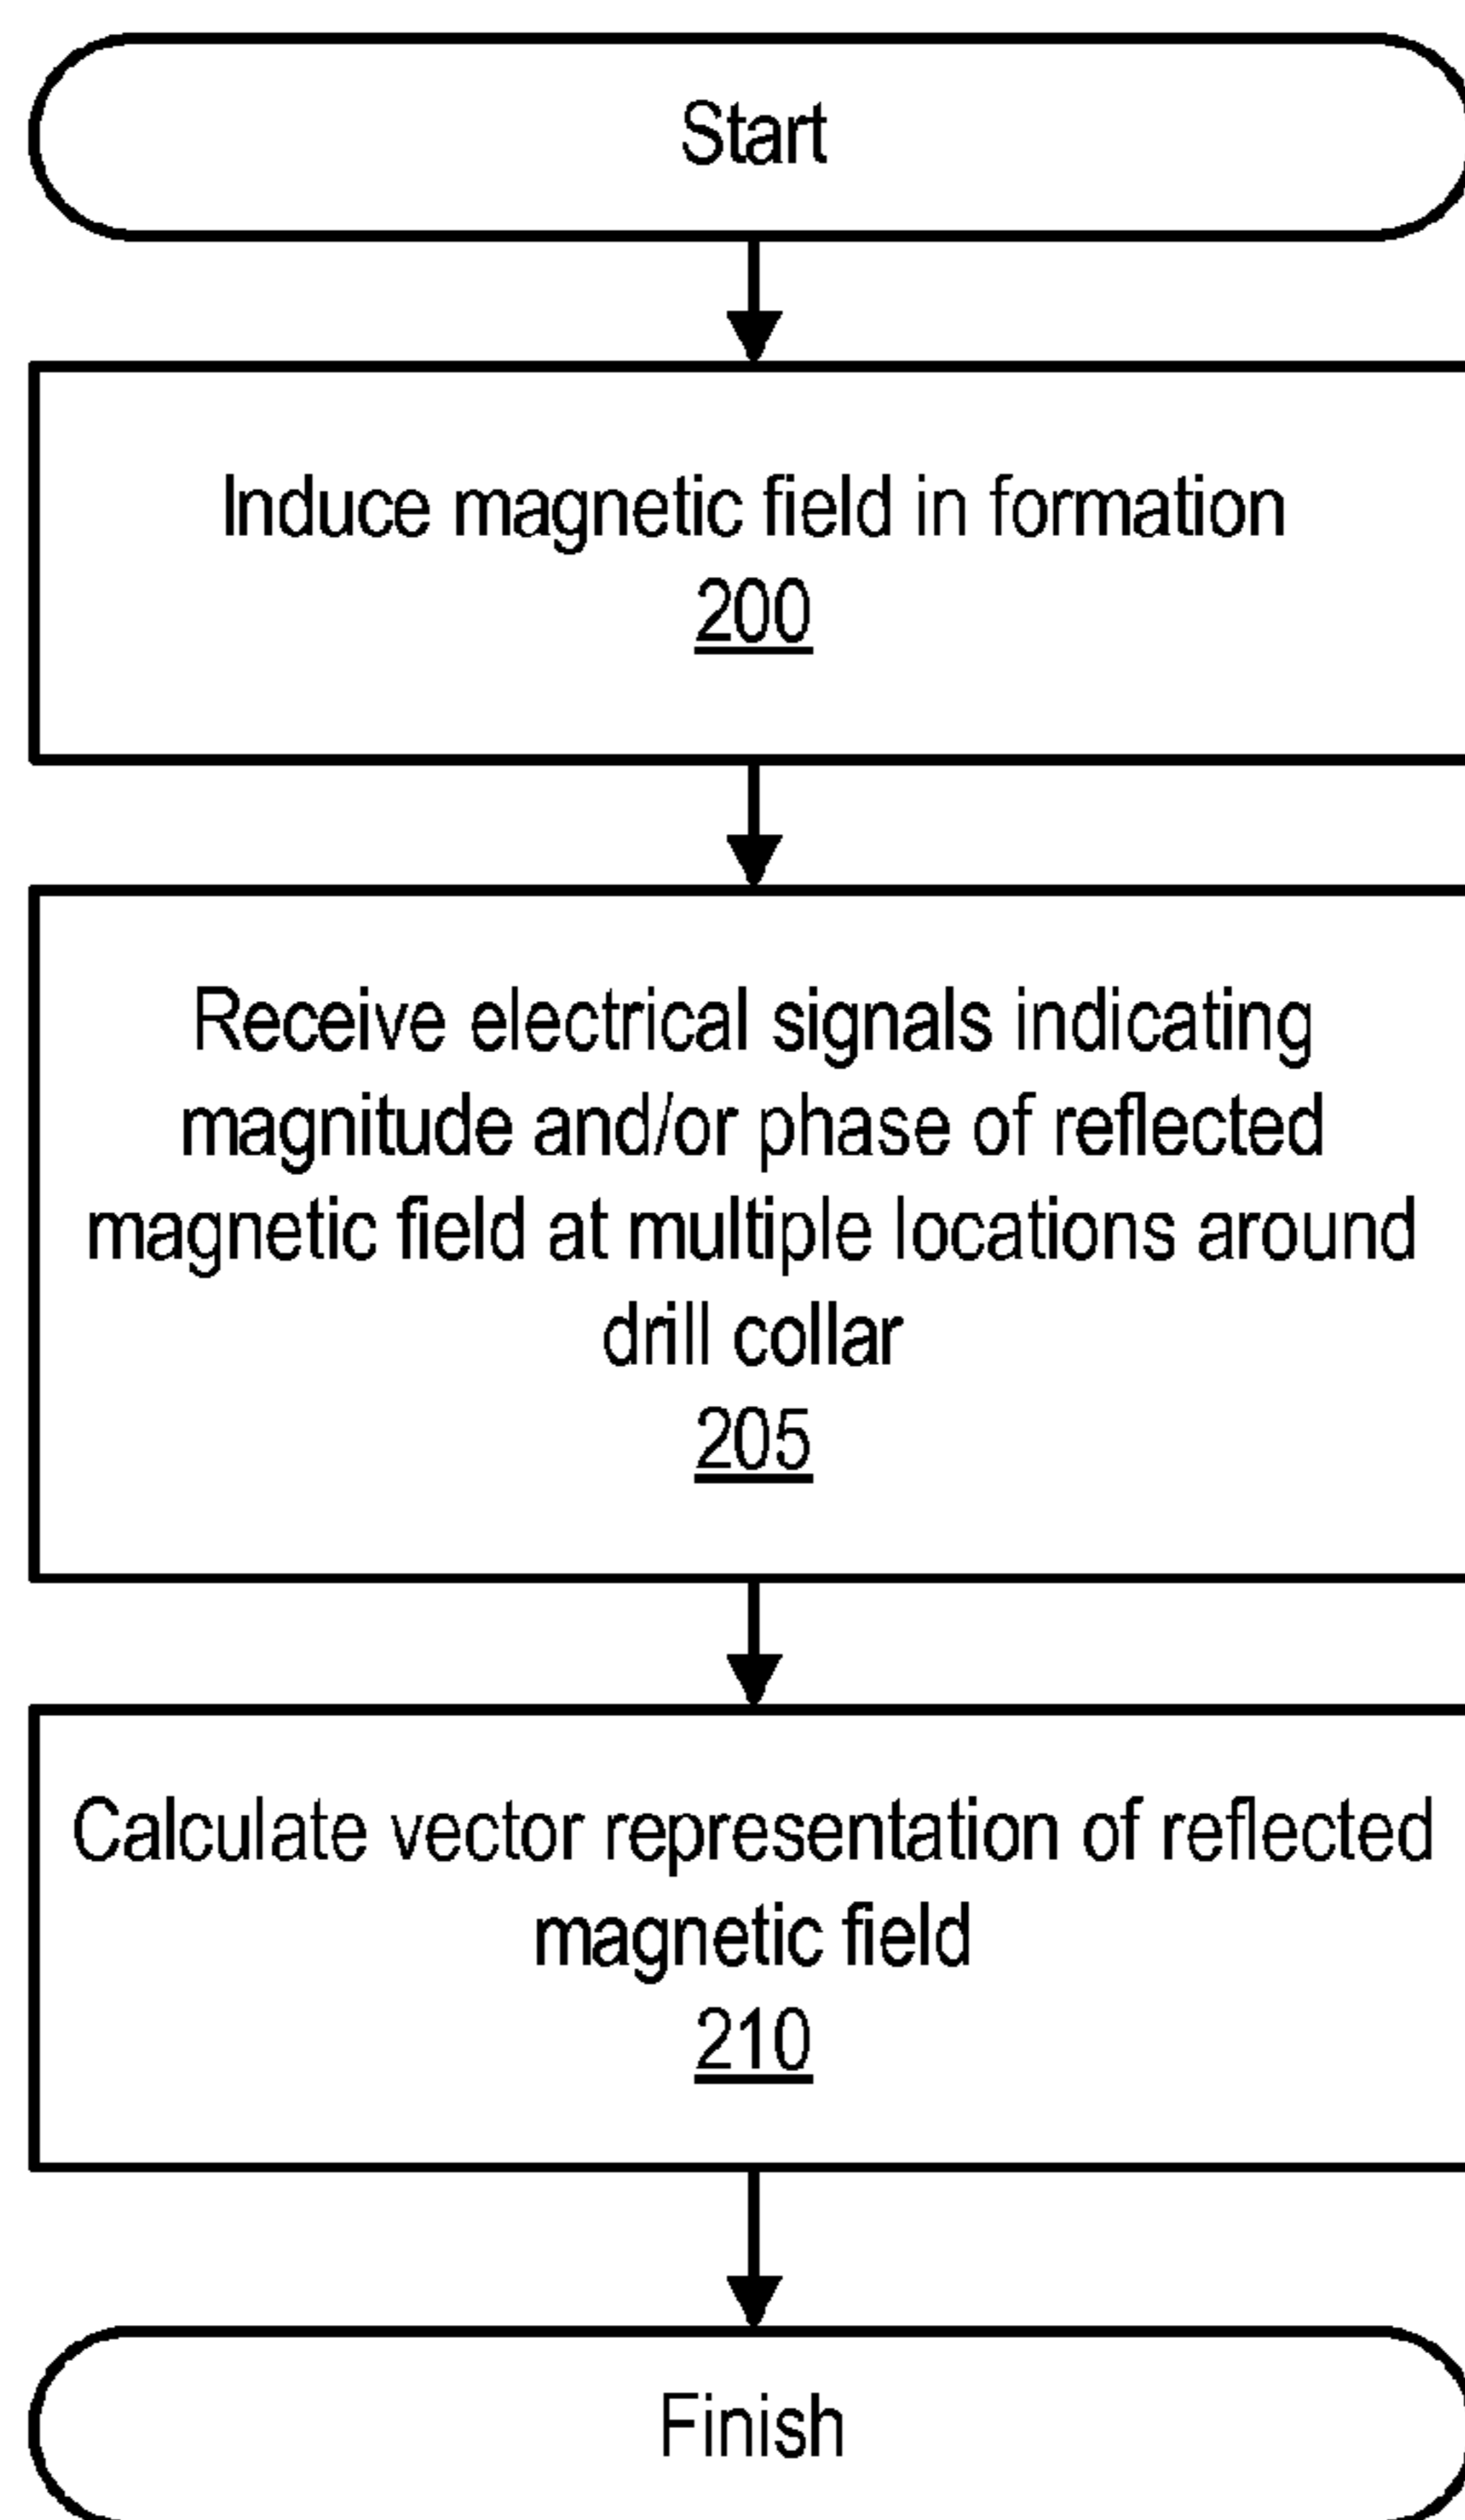 Start
Induce magnetic field in formation
200
Receive electrical signals indicating
magnitude and/or phase of reflected
magnetic field at multiple locations around
drill collar
205
Calculate vector representation of reflected
magnetic field
210
Finish